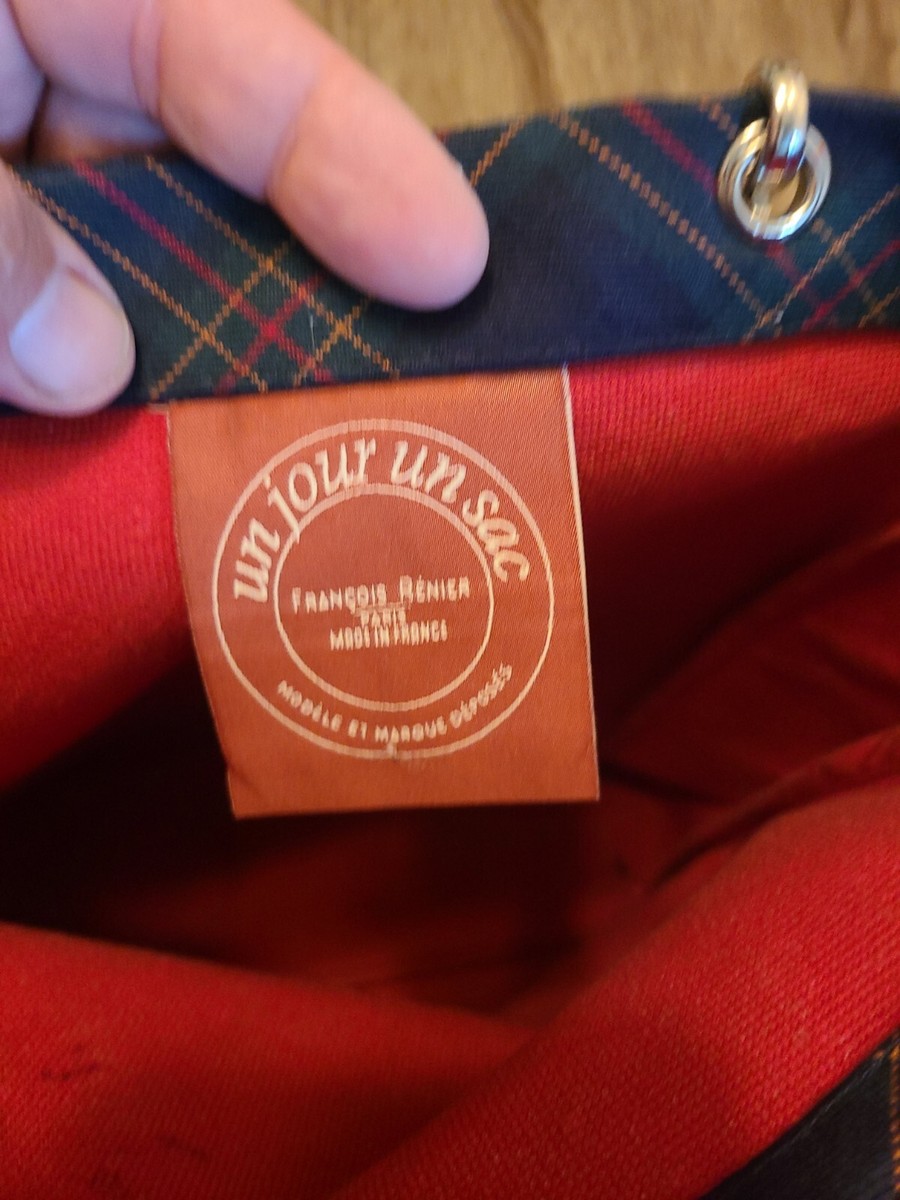 un jour un sac
FRANÇOIS RÉNIER
PARIS
MADE IN FRANCE
MODÈLE ET MARQUE DÉPOSÉS